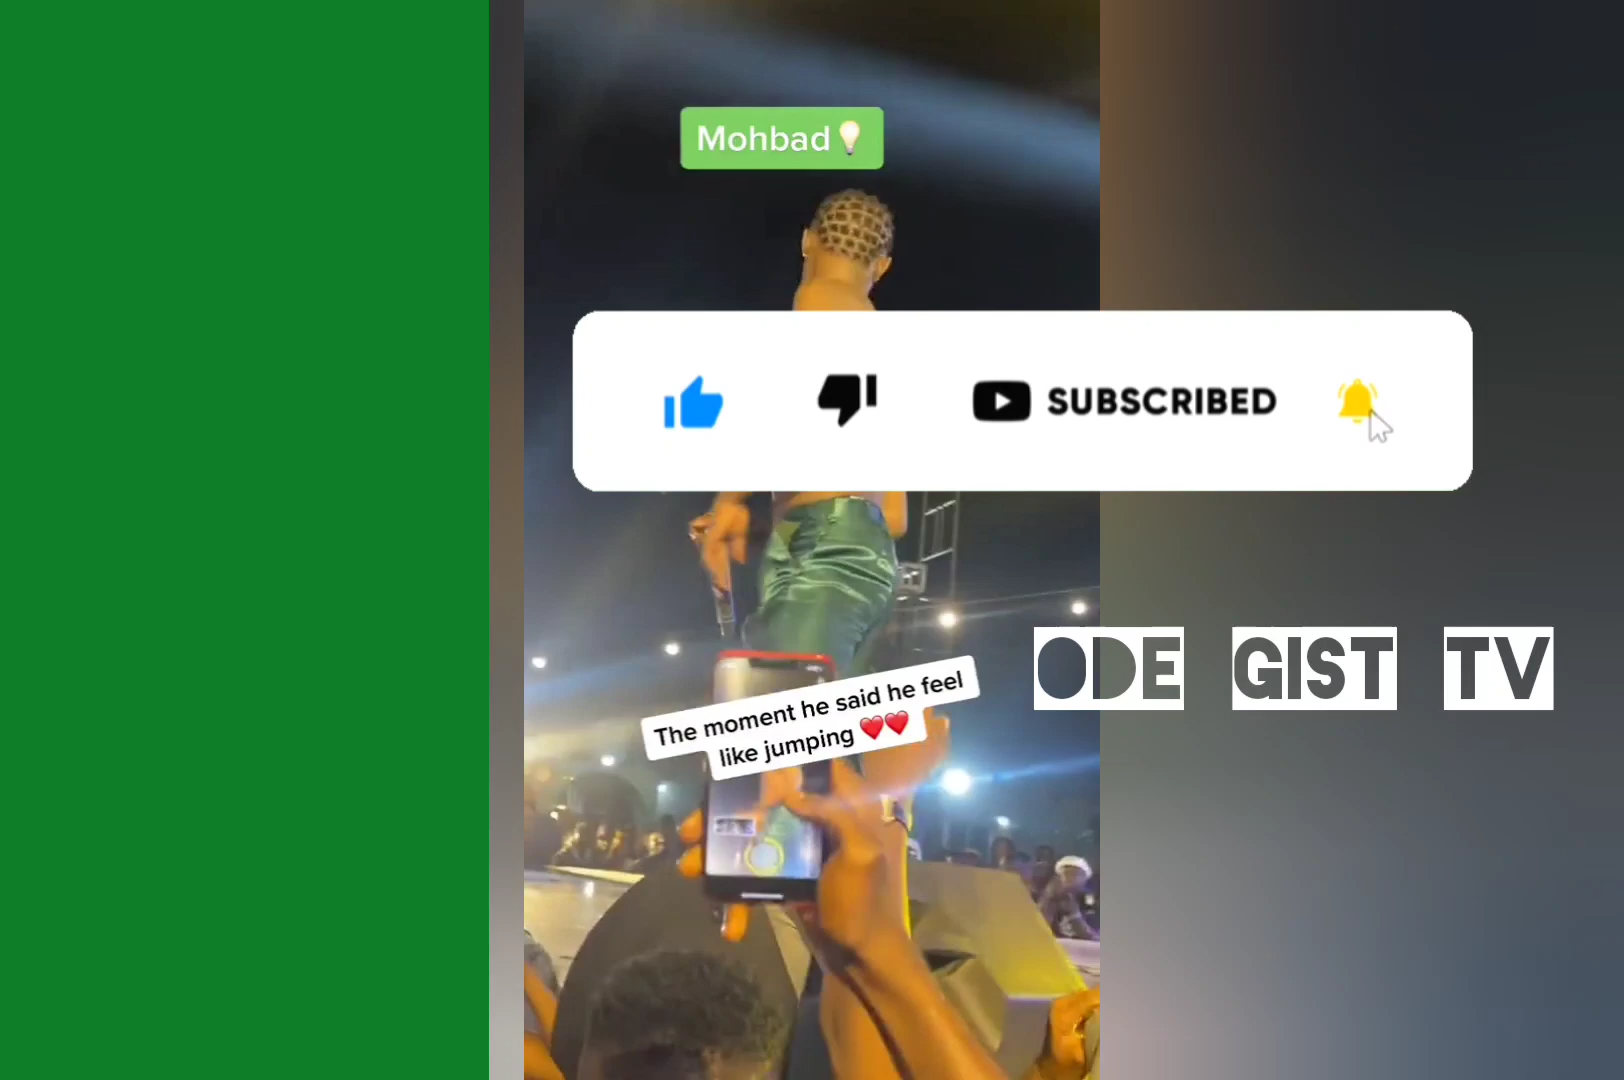 Mohbad💡
SUBSCRIBED
ODE GIST TV
The moment he said he feel
like jumping ❤️❤️